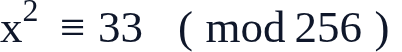 x² ≡ 33 ( mod 256 )